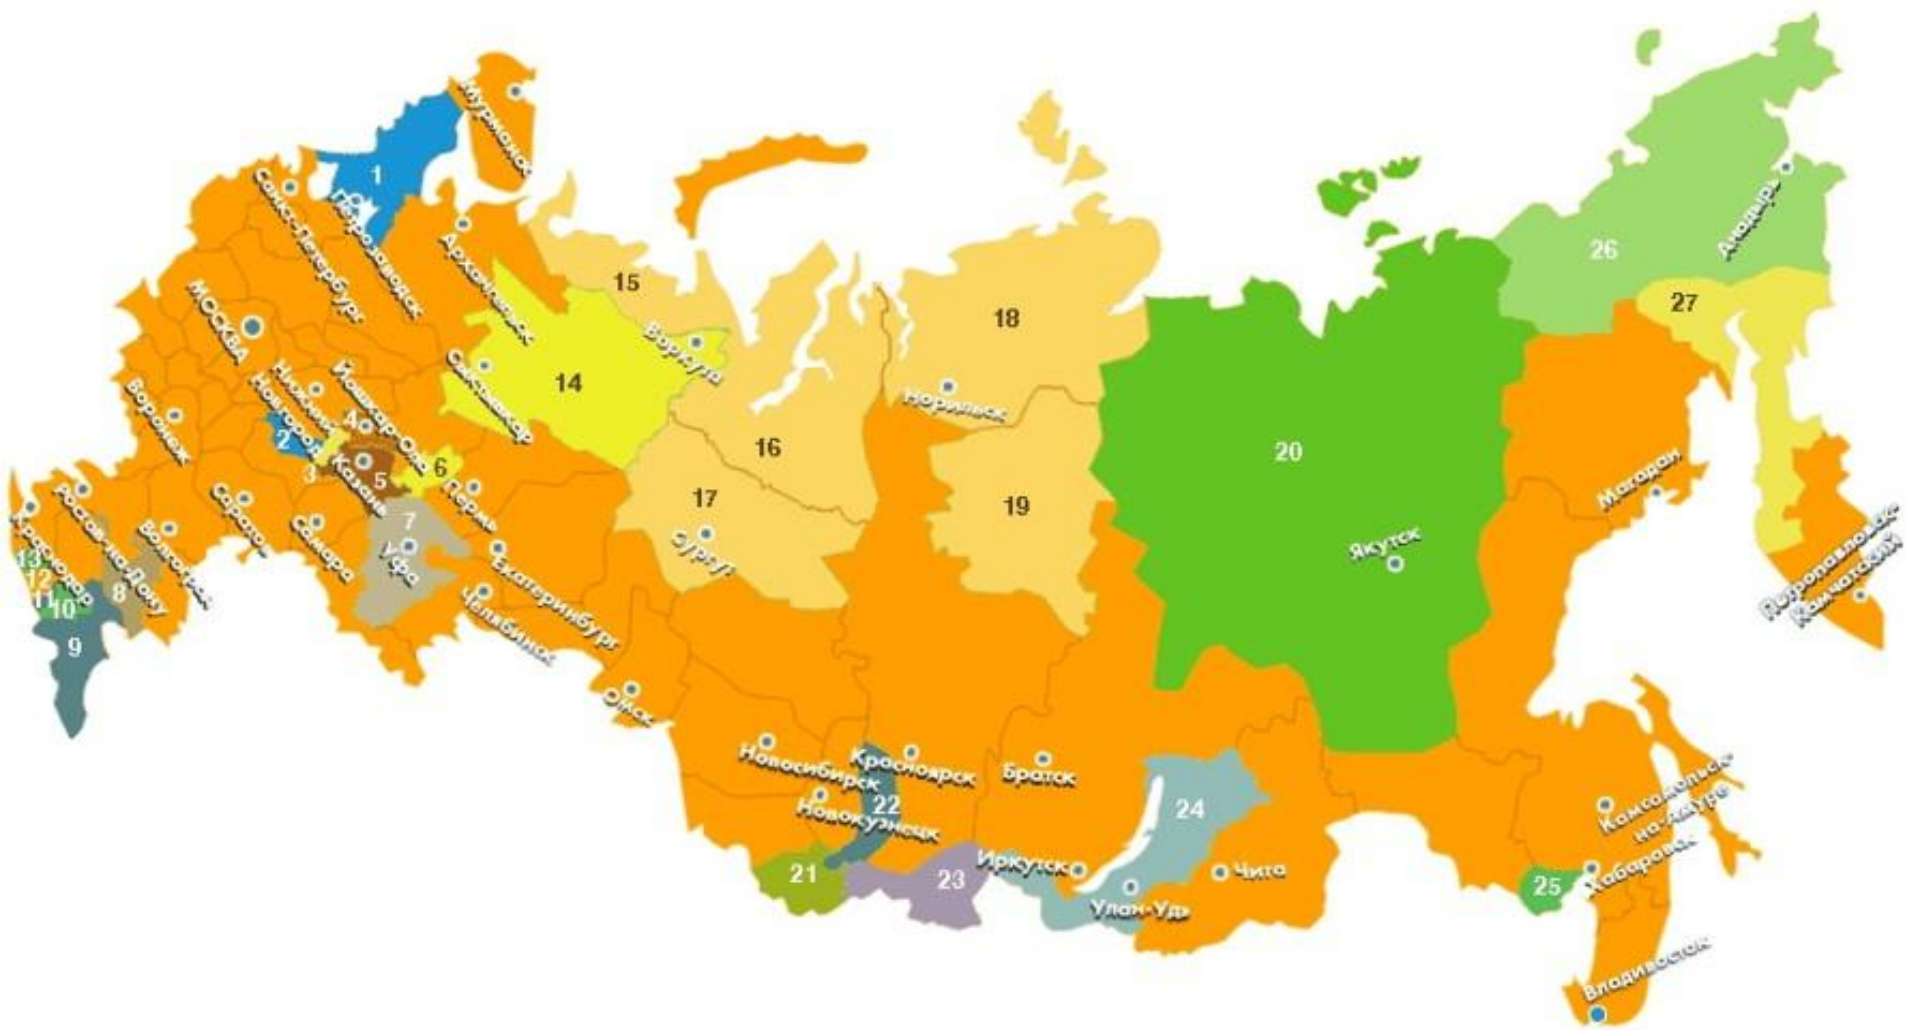 Мурманск
1
Санкт-Петербург
Петрозаводск
Архангельск
26
Анадырь
15
27
18
МОСКВА
14
Воркута
Сыктывкар
Норильск
Нижний
Новгород
Йошкар-Ола
Воронеж
4
2
3
Казань
5
6
16
20
17
19
Магадан
Пермь
Ростов-на-Дону
Краснодар
Волгоград
Саратов
Самара
7
Уфа
Сургут
Якутск
Екатеринбург
Челябинск
13
12
11
10
8
9
Петропавловск-
Камчатский
Омск
Новосибирск
Красноярск
Братск
22
Новокузнецк
24
Комсомольск-
на-Амуре
21
23
Иркутск
Чита
Улан-Удэ
25
Хабаровск
Владивосток